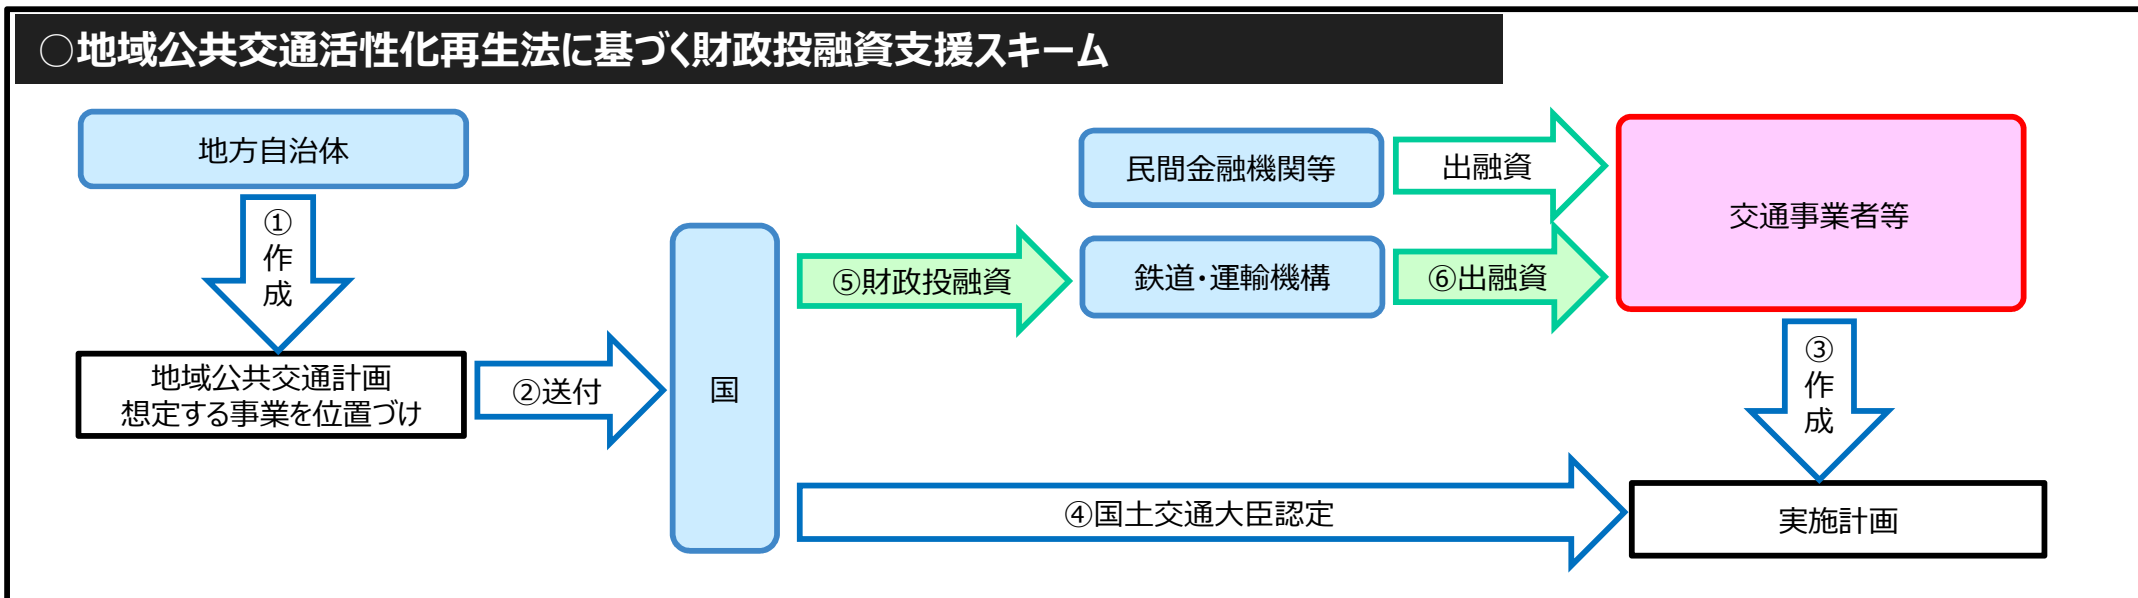 ○地域公共交通活性化再生法に基づく財政投融資支援スキーム
地方自治体
①
作
成
地域公共交通計画
想定する事業を位置づけ
②送付
国
⑤財政投融資
民間金融機関等
鉄道・運輸機構
出融資
⑥出融資
交通事業者等
③
作
成
④国土交通大臣認定
実施計画